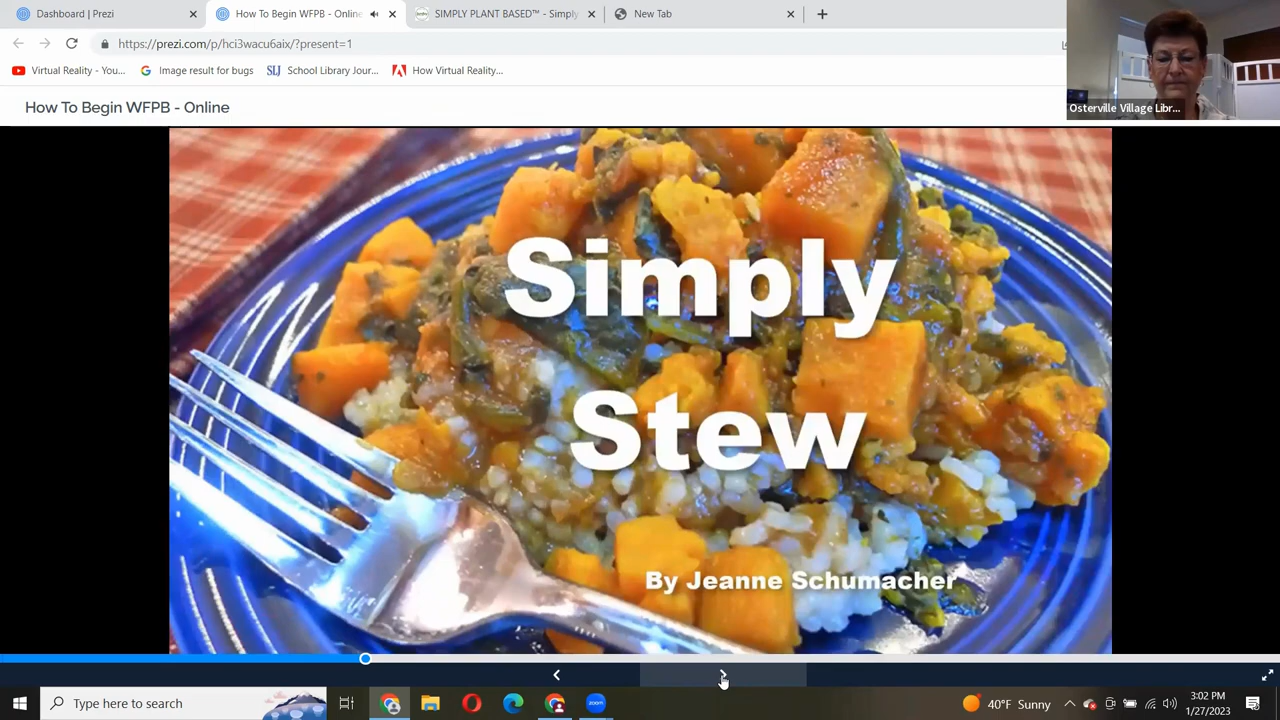 Dashboard | Prezi
How To Begin WFPB - Online
SIMPLY PLANT BASED™ - Simply
New Tab
https://prezi.com/p/hci3wacu6aix/?present=1
Virtual Reality - You...
Image result for bugs
SLJ
School Library Jour...
How Virtual Reality...
How To Begin WFPB - Online
Osterville Village Libr...
Simply
Stew
By Jeanne Schumacher
Type here to search
zoom
40°F Sunny
3:02 PM
1/27/2023